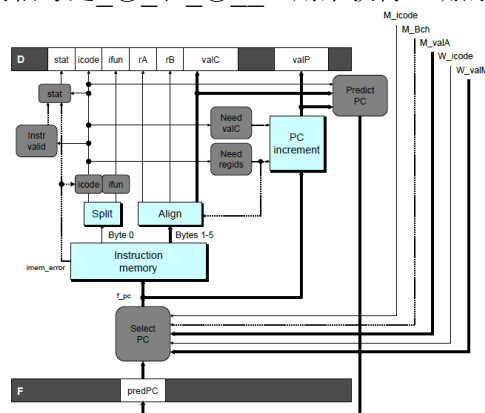 M_icode
M_Bch
M_valA
W_icode
W_valM
D stat icode ifun rA rB valC valP
stat
Predict
PC
Need
valC
Instr
valid
PC
increment
Need
regids
icode ifun
Split
Align
Byte 0
Bytes 1-5
Instruction
memory
imem_error
f_pc
Select
PC
F predPC